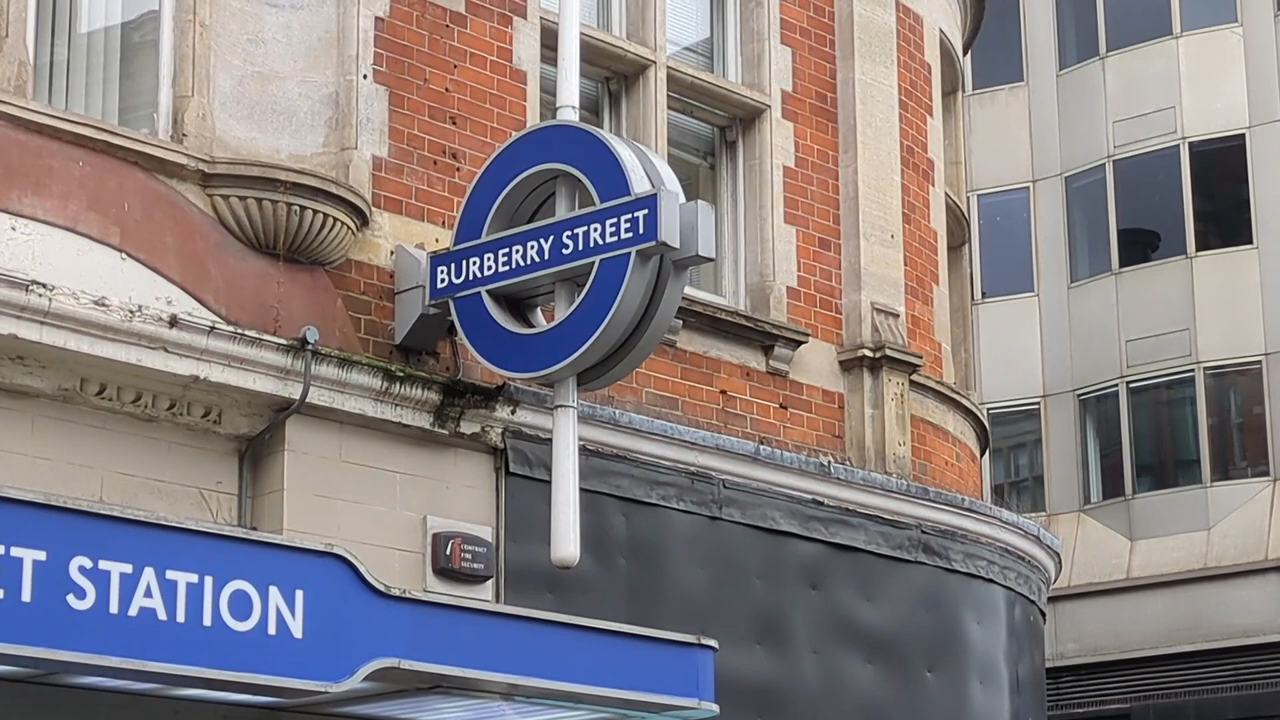 BURBERRY STREET
ET STATION
CONTRACT
FIRE
SECURITY